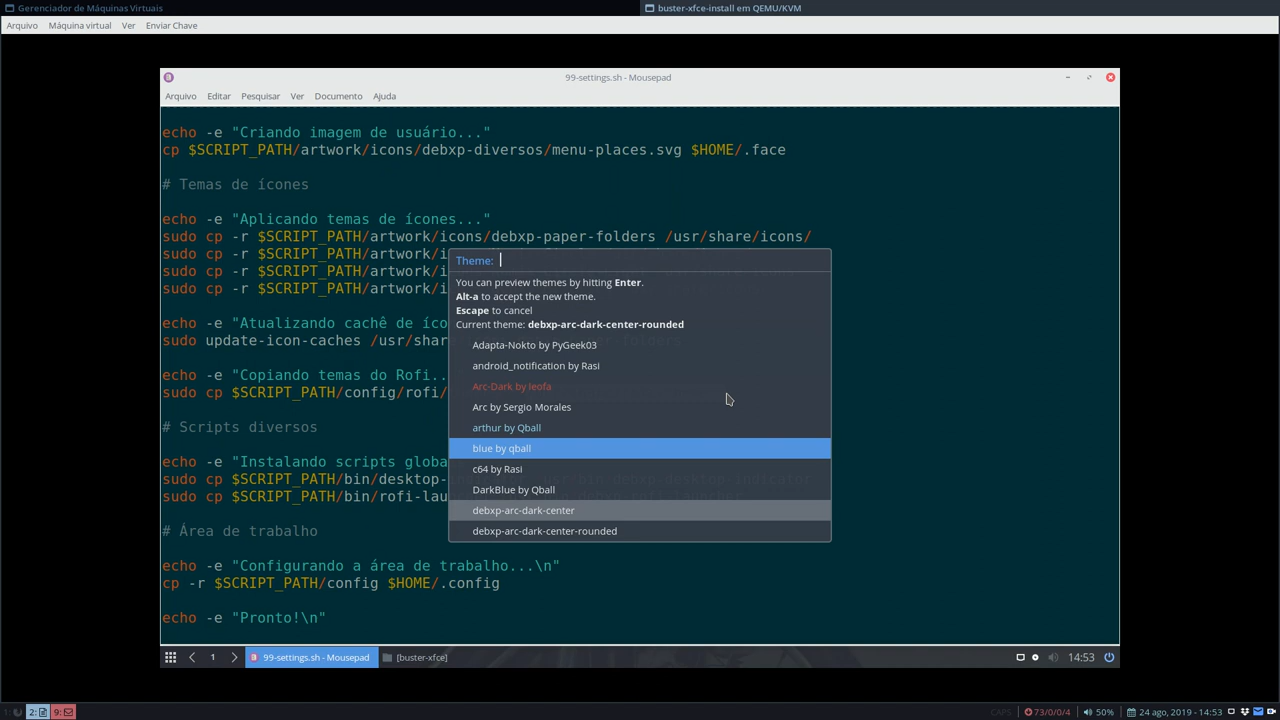 Gerenciador de Máquinas Virtuais
buster-xfce-install em QEMU/KVM
Arquivo Máquina virtual Ver Enviar Chave
99-settings.sh - Mousepad
Arquivo Editar Pesquisar Ver Documento Ajuda
echo -e "Criando imagem de usuário..."
cp $SCRIPT_PATH/artwork/icons/debxp-diversos/menu-places.svg $HOME/.face
# Temas de ícones
echo -e "Aplicando temas de ícones..."
sudo cp -r $SCRIPT_PATH/artwork/icons/debxp-paper-folders /usr/share/icons/
sudo cp -r $SCRIPT_PATH/artwork/i
sudo cp -r $SCRIPT_PATH/artwork/i
sudo cp -r $SCRIPT_PATH/artwork/i
echo -e "Atualizando cachê de íco
sudo update-icon-caches /usr/shar
echo -e "Copiando temas do Rofi..
sudo cp $SCRIPT_PATH/config/rofi/
# Scripts diversos
echo -e "Instalando scripts globa
sudo cp $SCRIPT_PATH/bin/desktop-
sudo cp $SCRIPT_PATH/bin/rofi-lau
# Área de trabalho
echo -e "Configurando a área de trabalho...\n"
cp -r $SCRIPT_PATH/config $HOME/.config
echo -e "Pronto!\n"
Theme:
You can preview themes by hitting Enter.
Alt-a to accept the new theme.
Escape to cancel
Current theme: debxp-arc-dark-center-rounded
Adapta-Nokto by PyGeek03
android_notification by Rasi
Arc-Dark by leofa
Arc by Sergio Morales
arthur by Qball
blue by qball
c64 by Rasi
DarkBlue by Qball
debxp-arc-dark-center
debxp-arc-dark-center-rounded
1 99-settings.sh - Mousepad [buster-xfce] 14:53
1: 2: 9: CAPS 73/0/0/4 50% 24 ago, 2019 - 14:53